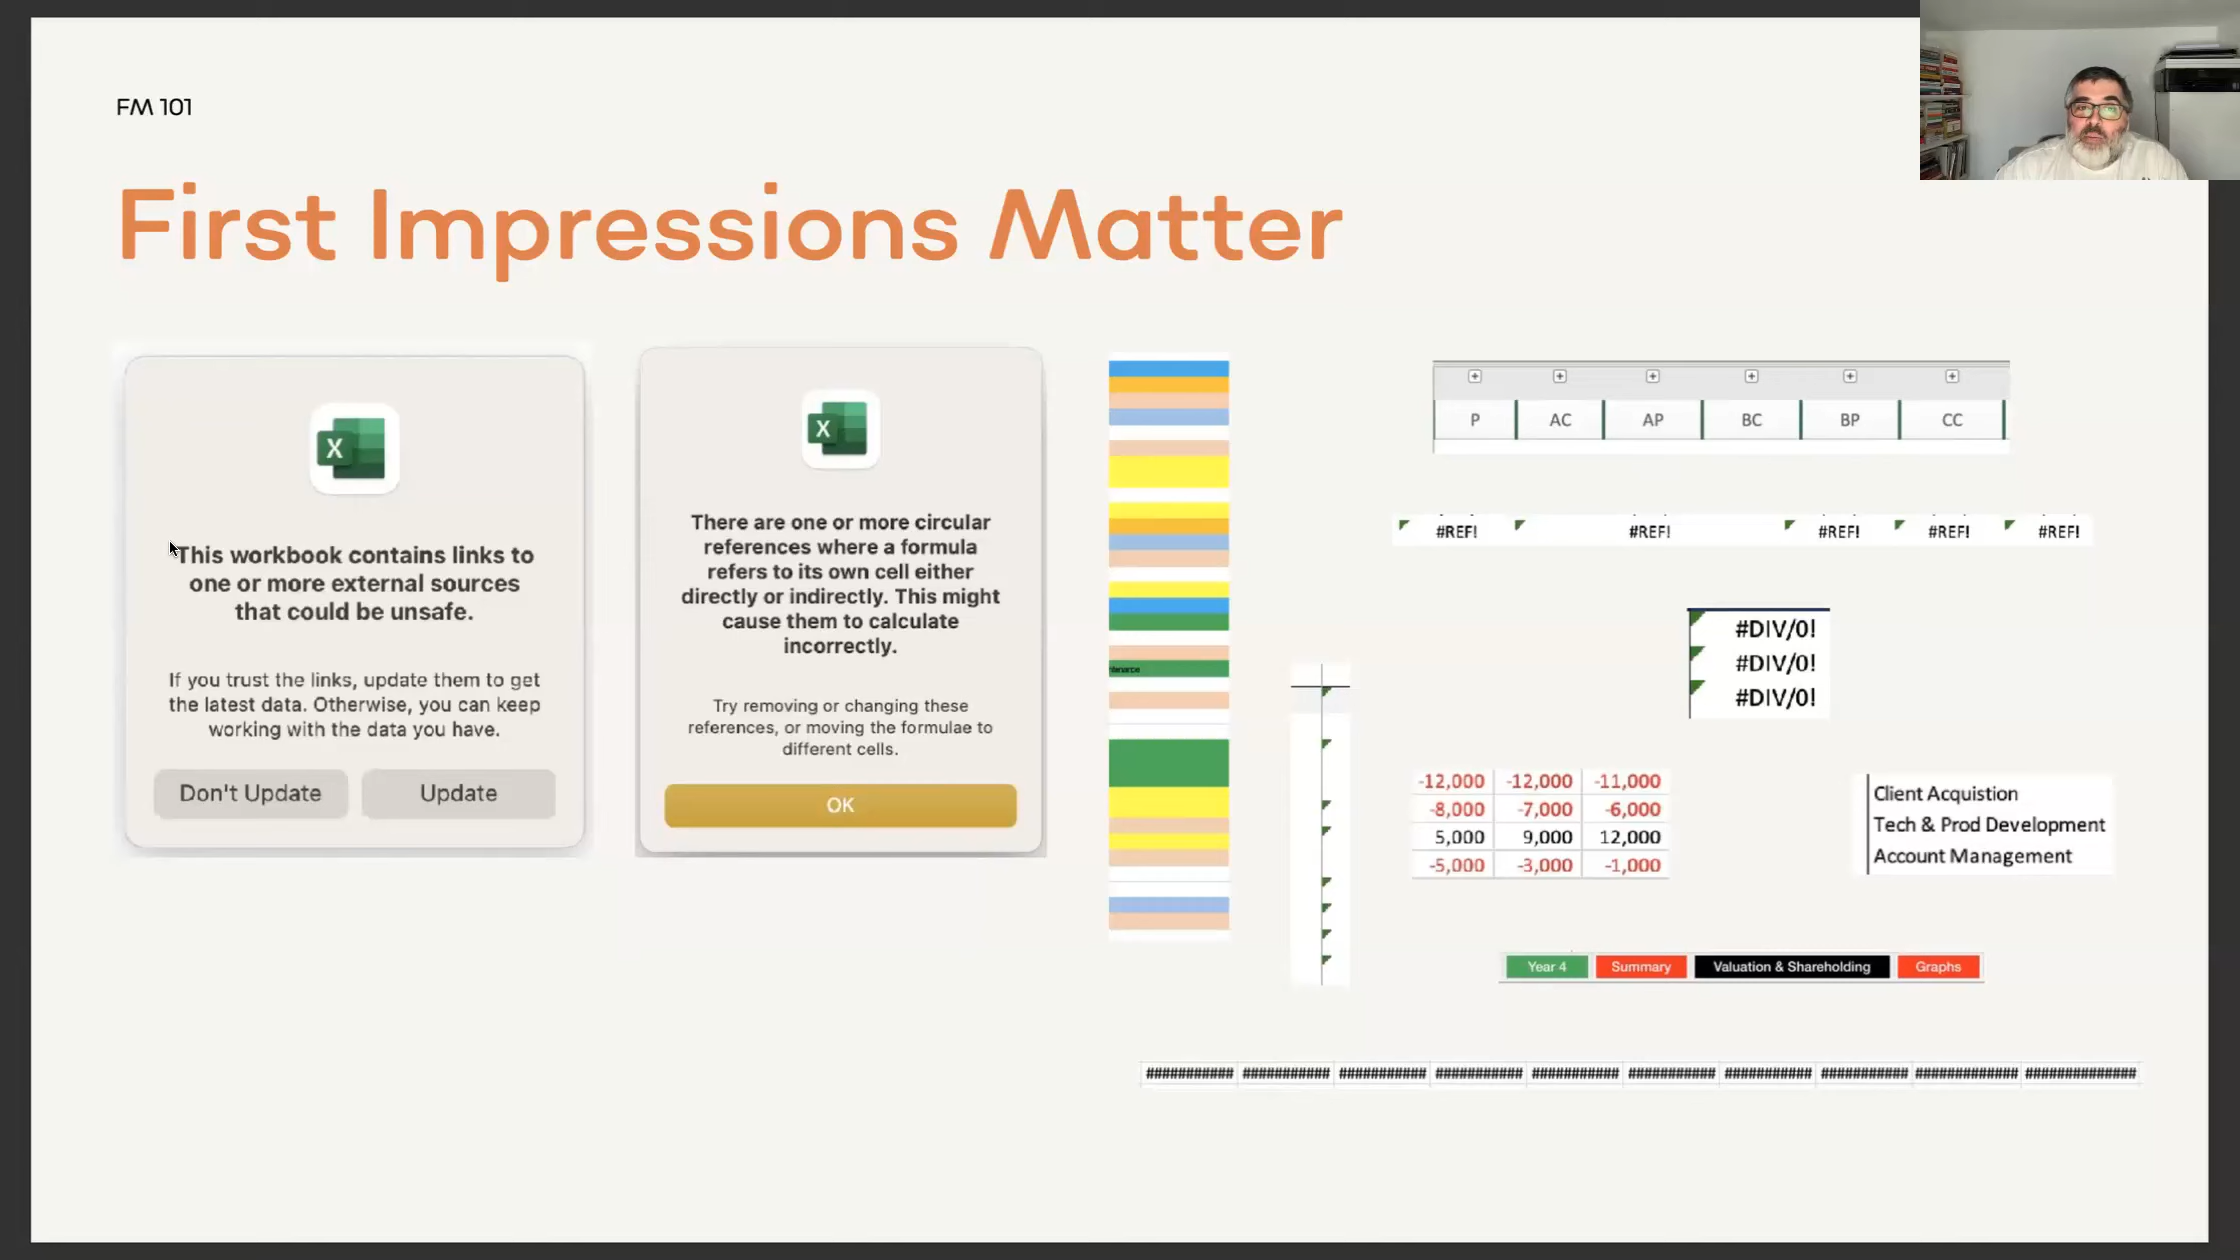 FM 101
First Impressions Matter
This workbook contains links to
one or more external sources
that could be unsafe.
If you trust the links, update them to get
the latest data. Otherwise, you can keep
working with the data you have.
Don't Update Update
There are one or more circular
references where a formula
refers to its own cell either
directly or indirectly. This might
cause them to calculate
incorrectly.
Try removing or changing these
references, or moving the formulae to
different cells.
OK
P AC AP BC BP CC
#REF! #REF! #REF! #REF! #REF!
#DIV/0!
#DIV/0!
#DIV/0!
-12,000 -12,000 -11,000
-8,000 -7,000 -6,000
5,000 9,000 12,000
-5,000 -3,000 -1,000
Client Acquistion
Tech & Prod Development
Account Management
Year 4 Summary Valuation & Shareholding Graphs
########### ########### ########### ########### ########### ########### ########### ########### ############# ##############